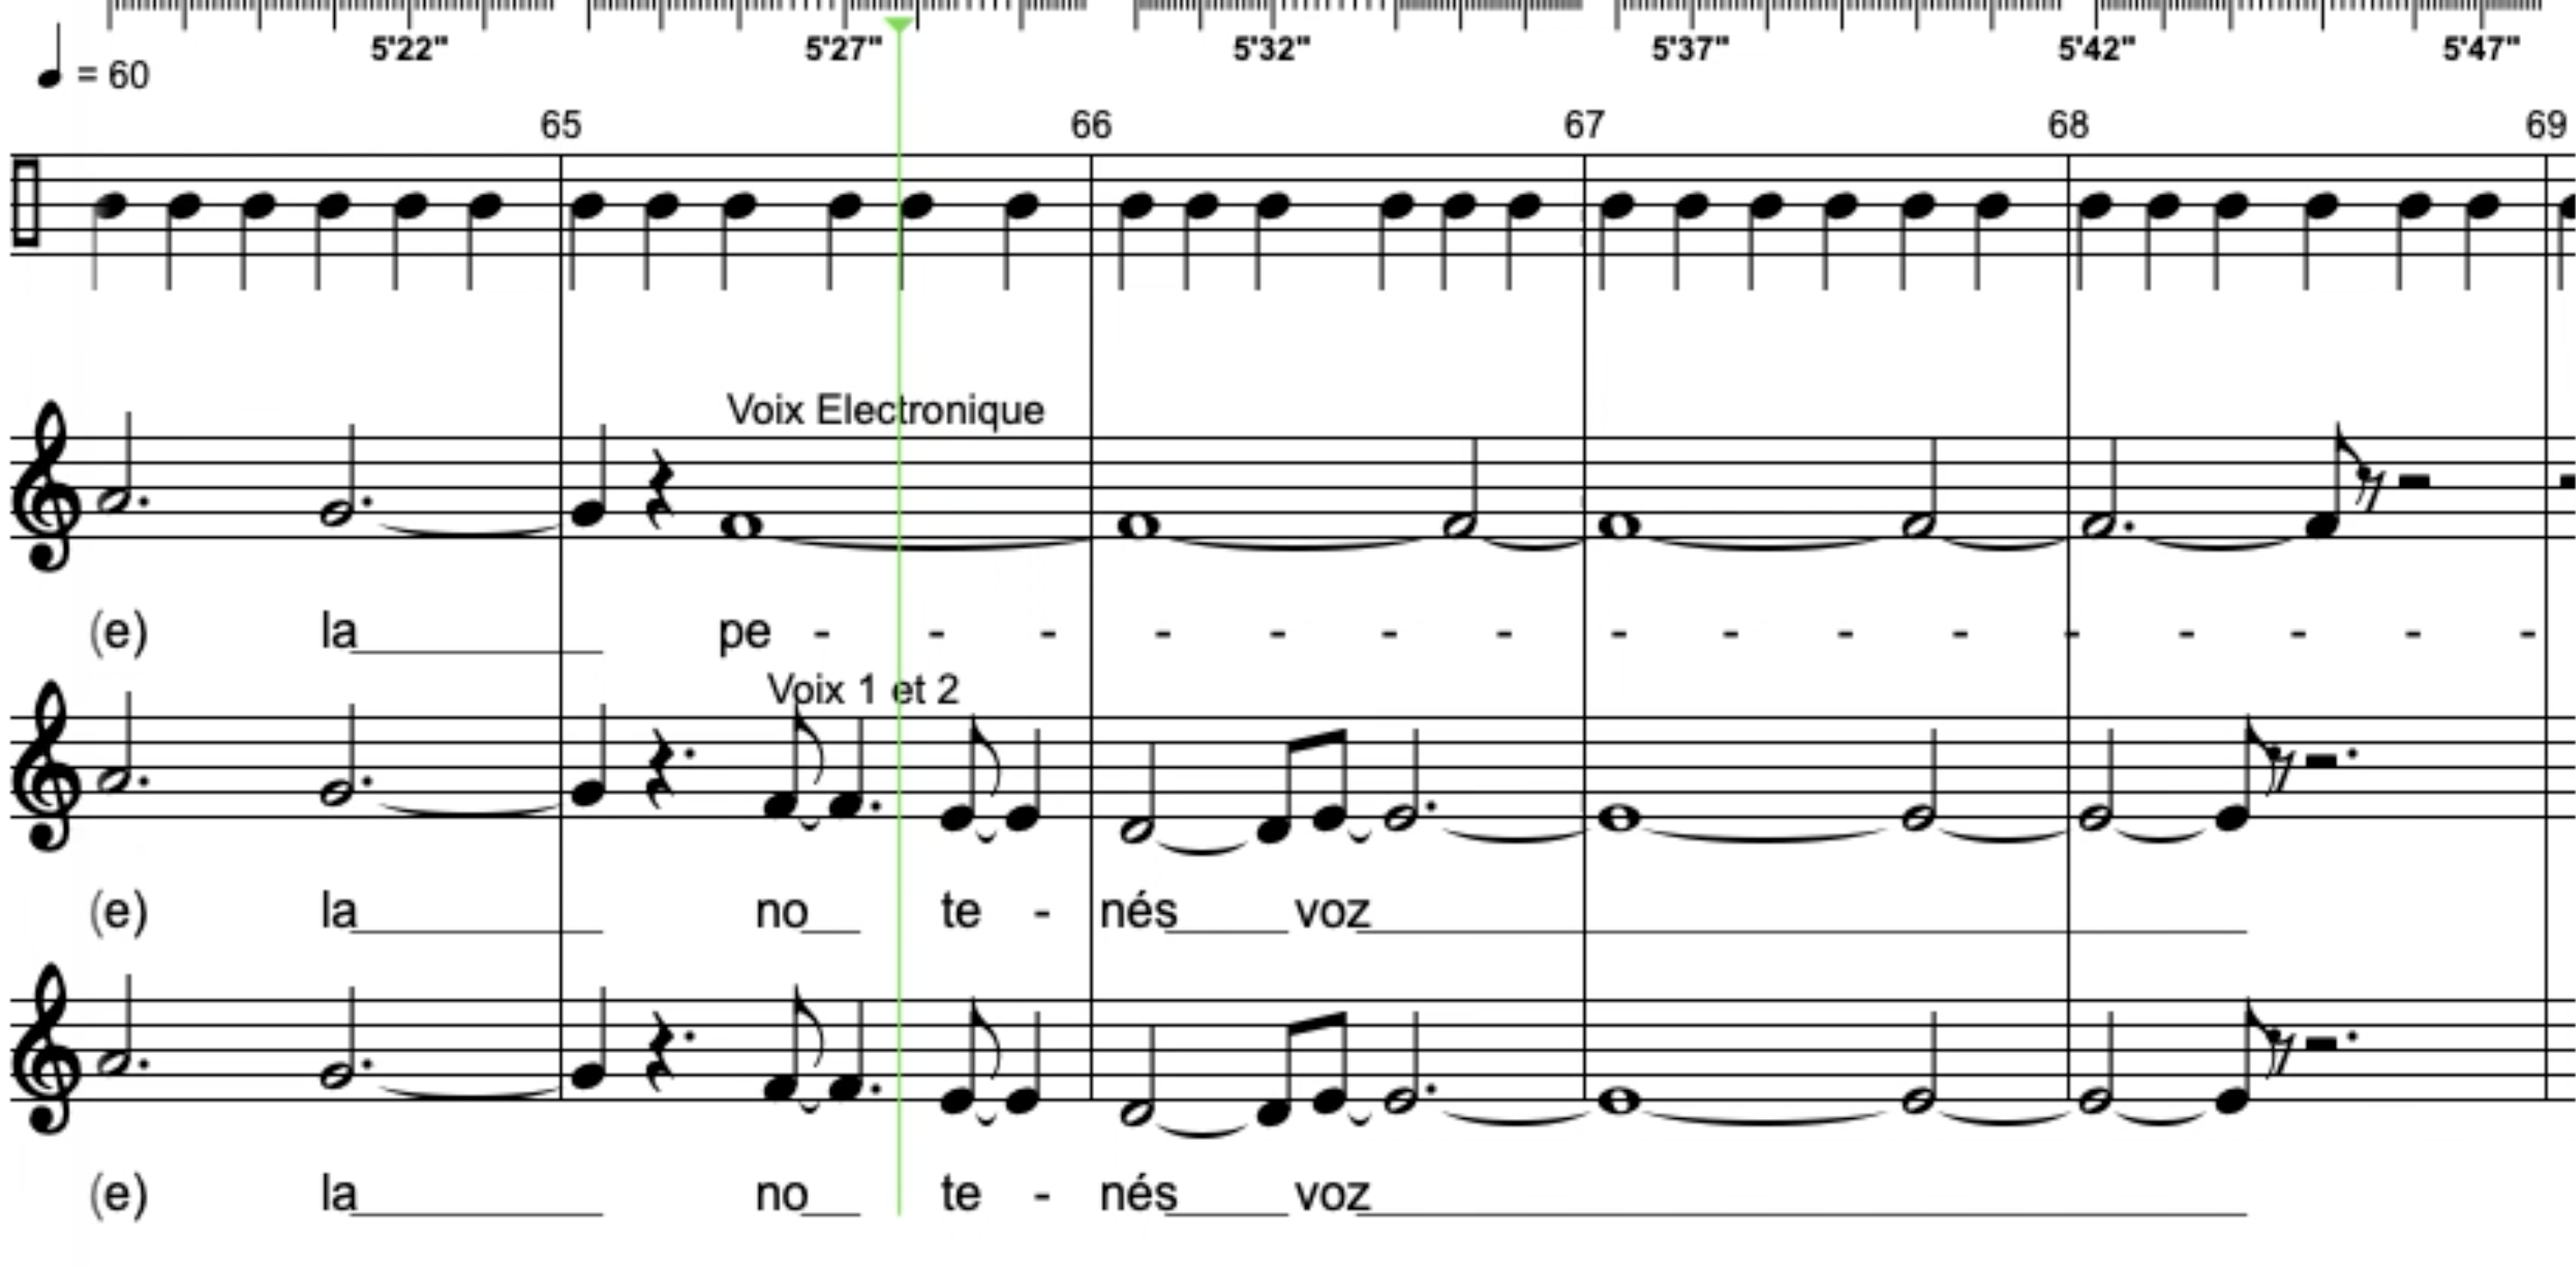 5'22" 5'27" 5'32" 5'37" 5'42" 5'47"
= 60
65 66 67 68 69
Voix Electronique
(e) la pe - - - - - - - - - - - - - - - -
Voix 1 et 2
(e) la no te - nés voz
(e) la no te - nés voz